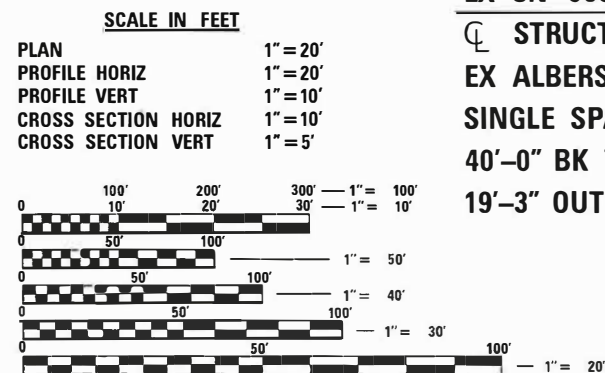 SCALE IN FEET
PLAN 1"=20'
PROFILE HORIZ 1"=20'
PROFILE VERT 1"=10'
CROSS SECTION HORIZ 1"=10'
CROSS SECTION VERT 1"=5'
℄ STRUCT
EX ALBERS
SINGLE SPA
40'–0" BK
19'–3" OUT
100' 200' 300' — 1"= 100'
0 10' 20' 30' — 1"= 10'
0 50' 100'
1"= 50'
0 50' 100'
1"= 40'
0 50' 100'
1"= 30'
0 50' 100'
1"= 20'